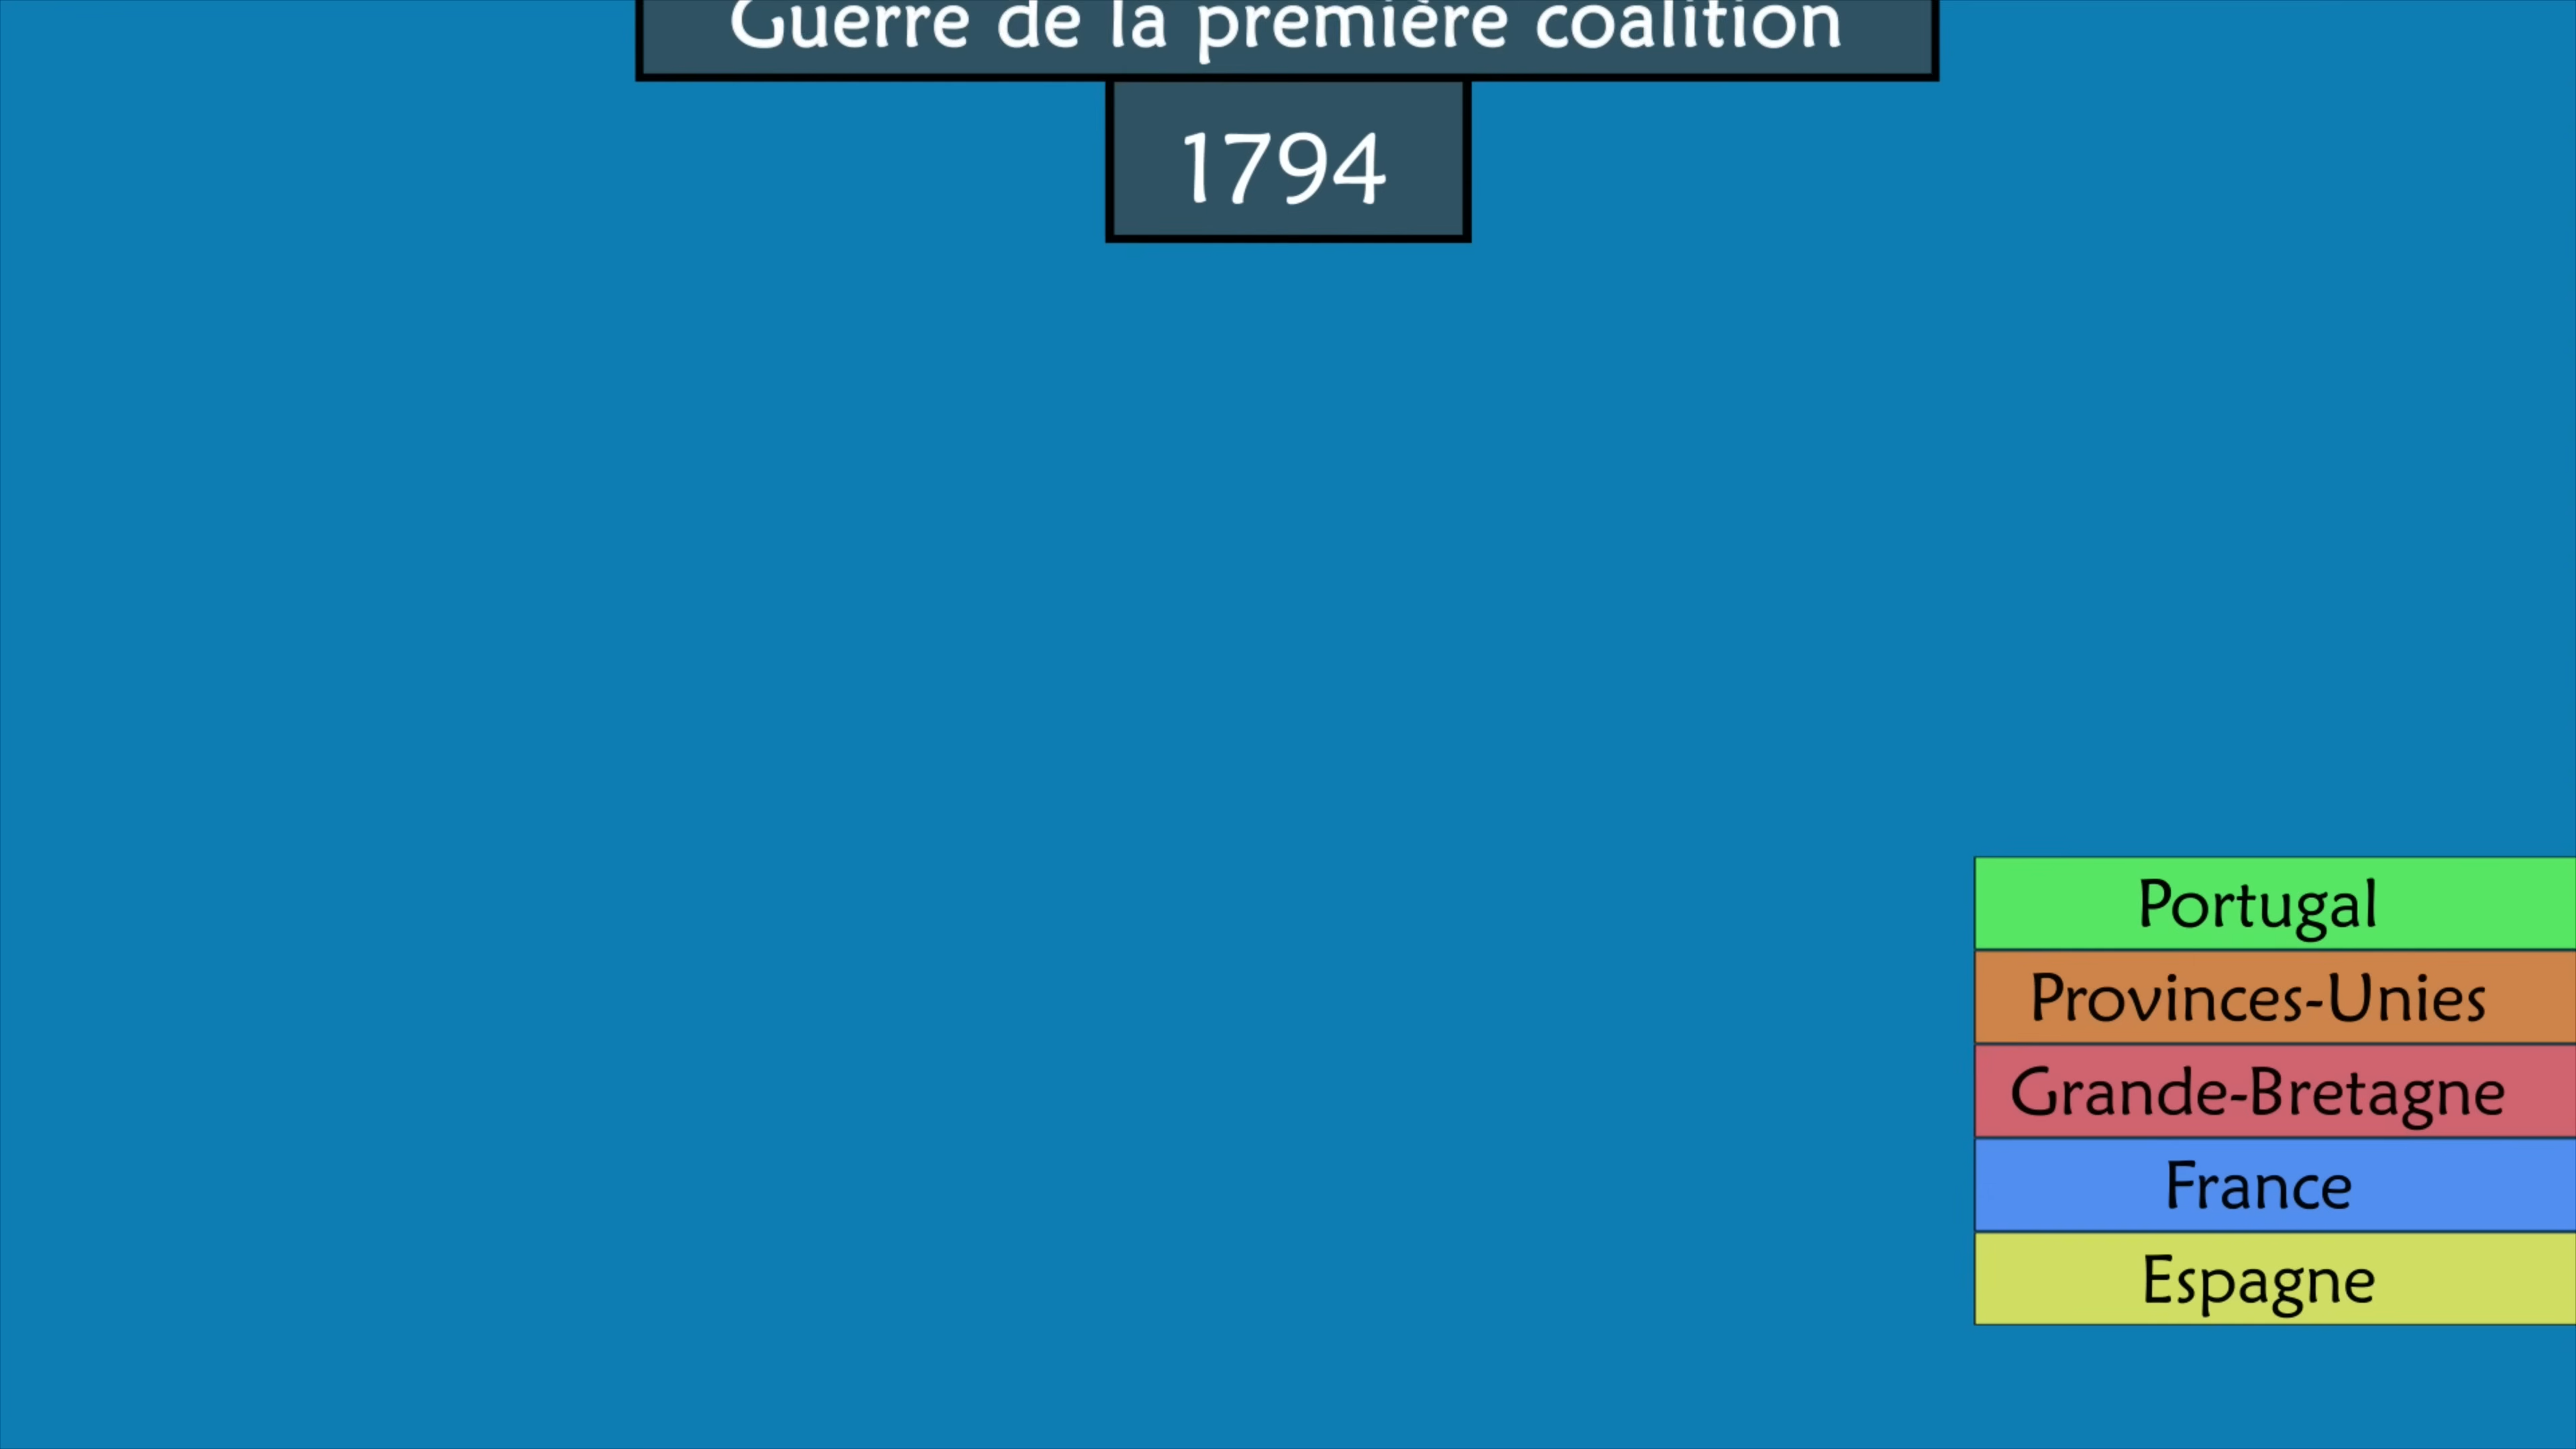 Guerre de la première coalition
1794
Portugal
Provinces-Unies
Grande-Bretagne
France
Espagne